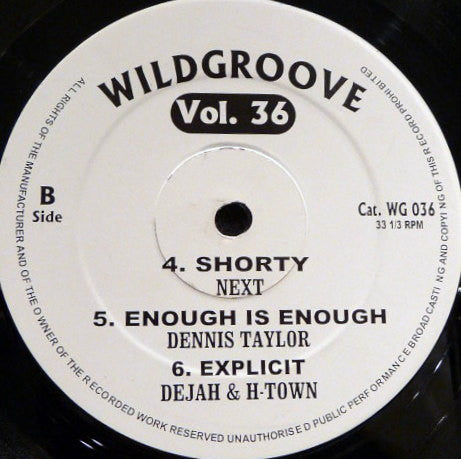 WILDGROOVE
Vol. 36
B
Side
Cat. WG 036
33 1/3 RPM
4. SHORTY
NEXT
5. ENOUGH IS ENOUGH
DENNIS TAYLOR
6. EXPLICIT
DEJAH & H-TOWN
ALL RIGHTS OF THE MANUFACTURER AND OF THE OWNER OF THE RECORDED WORK RESERVED UNAUTHORISED PUBLIC PERFORMANCE BROADCASTING AND COPYING OF THIS RECORD PROHIBITED